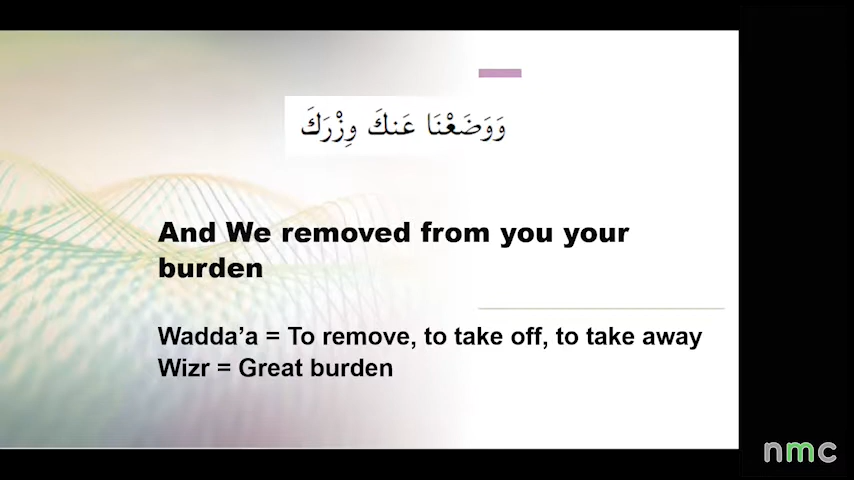 وَوَضَعْنَا عَنكَ وِزْرَكَ
And We removed from you your
burden
Wadda’a = To remove, to take off, to take away
Wizr = Great burden
nmc